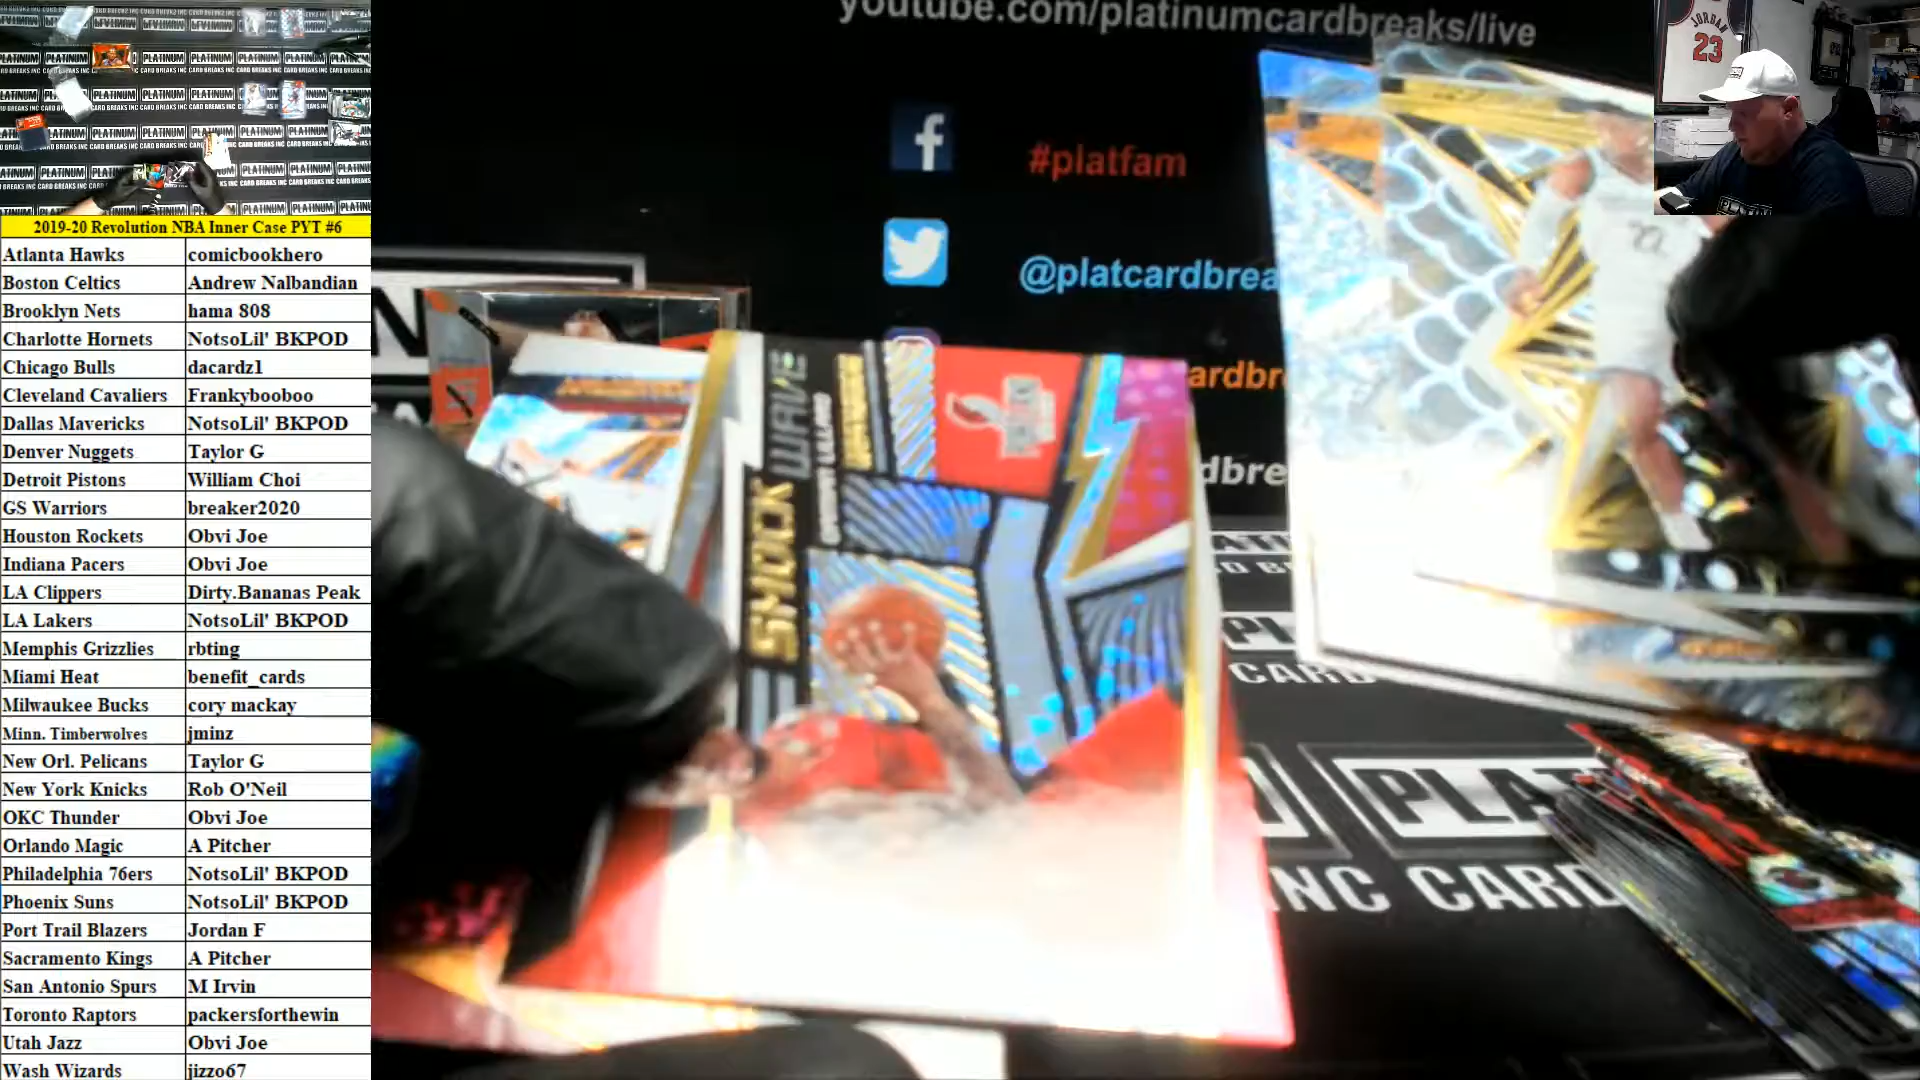 youtube.com/platinumcardbreaks/live
JORDAN
23
#platfam
@platcardbrea
ardbr
dbre
SHOCK WAVE
PLAT
INC CARD
CARD
2019-20 Revolution NBA Inner Case PYT #6
Atlanta Hawks comicbookhero
Boston Celtics Andrew Nalbandian
Brooklyn Nets hama 808
Charlotte Hornets NotsoLil' BKPOD
Chicago Bulls dacardz1
Cleveland Cavaliers Frankybooboo
Dallas Mavericks NotsoLil' BKPOD
Denver Nuggets Taylor G
Detroit Pistons William Choi
GS Warriors breaker2020
Houston Rockets Obvi Joe
Indiana Pacers Obvi Joe
LA Clippers Dirty.Bananas Peak
LA Lakers NotsoLil' BKPOD
Memphis Grizzlies rbting
Miami Heat benefit_cards
Milwaukee Bucks cory mackay
Minn. Timberwolves jminz
New Orl. Pelicans Taylor G
New York Knicks Rob O'Neil
OKC Thunder Obvi Joe
Orlando Magic A Pitcher
Philadelphia 76ers NotsoLil' BKPOD
Phoenix Suns NotsoLil' BKPOD
Port Trail Blazers Jordan F
Sacramento Kings A Pitcher
San Antonio Spurs M Irvin
Toronto Raptors packersforthewin
Utah Jazz Obvi Joe
Wash Wizards jizzo67